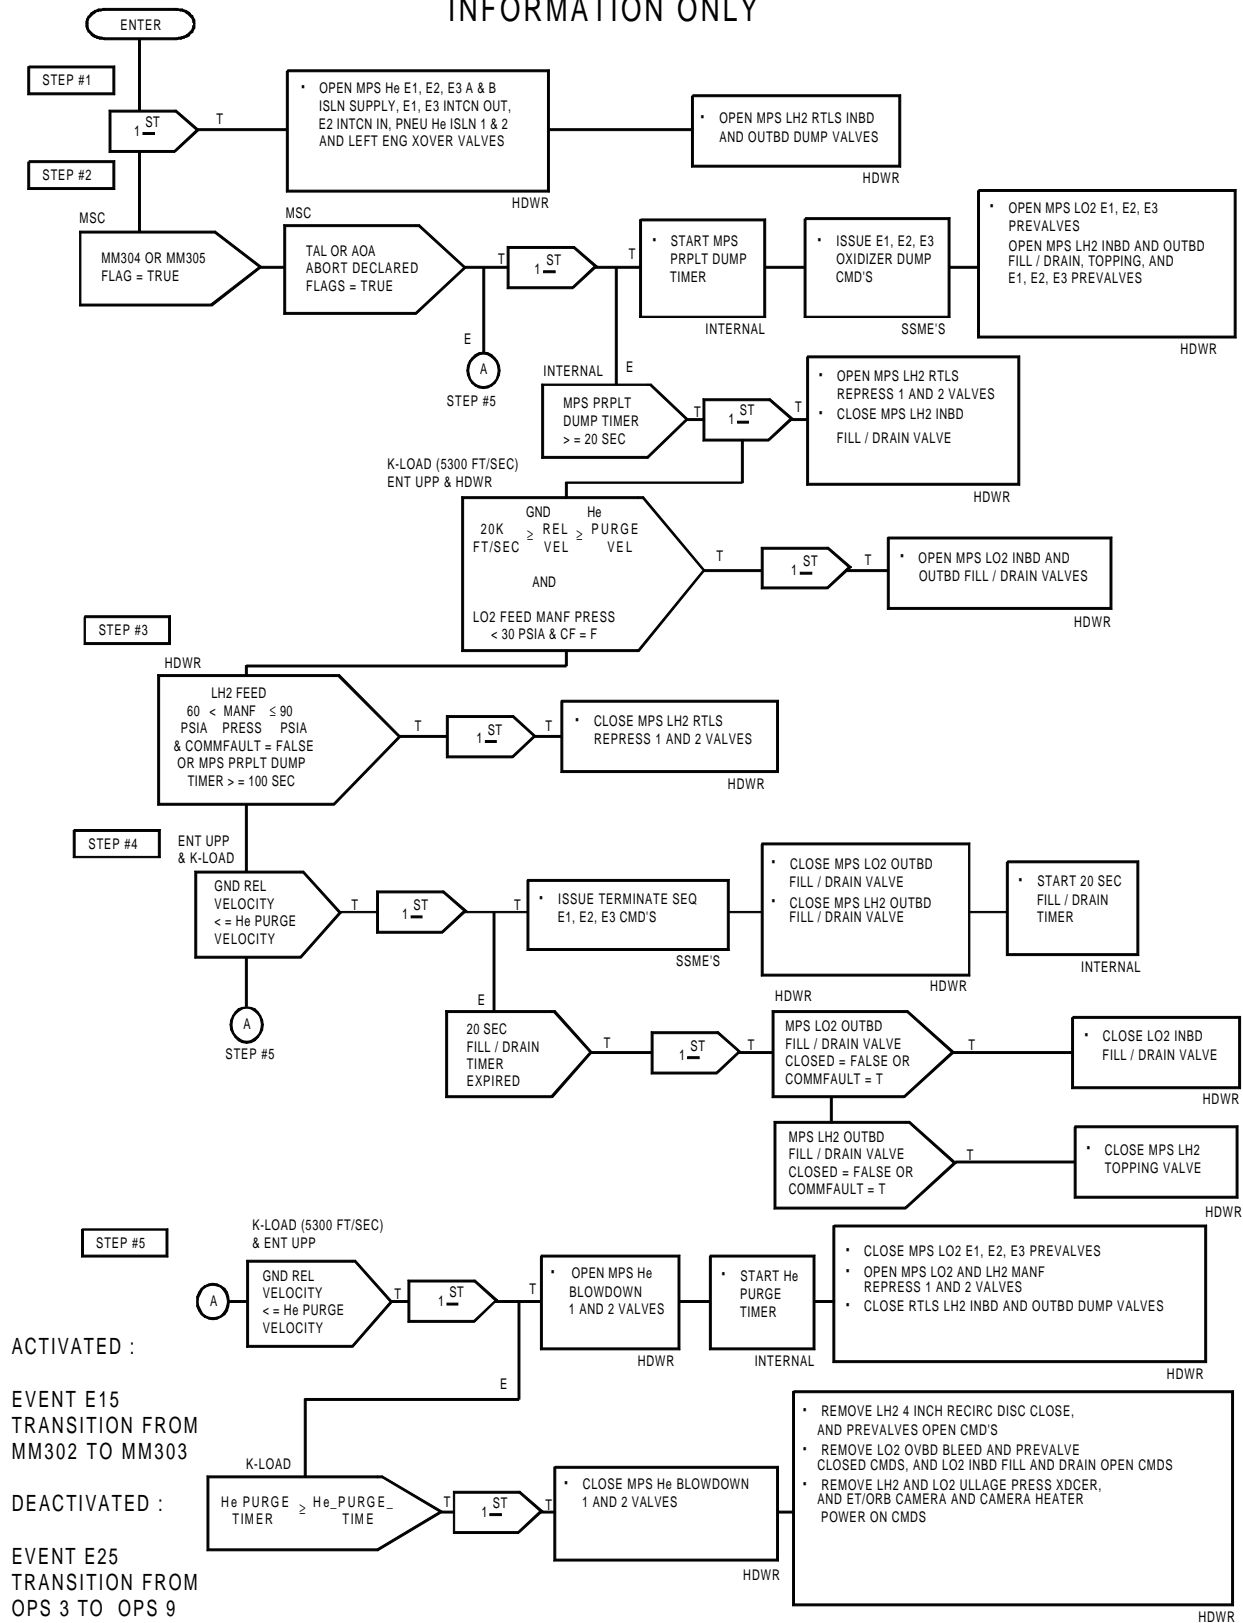 INFORMATION ONLY
ENTER
STEP #1
1 ST
T
· OPEN MPS He E1, E2, E3 A & B
ISLN SUPPLY, E1, E3 INTCN OUT,
E2 INTCN IN, PNEU He ISLN 1 & 2
AND LEFT ENG XOVER VALVES
HDWR
· OPEN MPS LH2 RTLS INBD
AND OUTBD DUMP VALVES
HDWR
STEP #2
MSC
MM304 OR MM305
FLAG = TRUE
MSC
TAL OR AOA
ABORT DECLARED
FLAGS = TRUE
T
E
A
STEP #5
1 ST
T
E
· START MPS
PRPLT DUMP
TIMER
INTERNAL
· ISSUE E1, E2, E3
OXIDIZER DUMP
CMD'S
SSME'S
· OPEN MPS LO2 E1, E2, E3
PREVALVES
OPEN MPS LH2 INBD AND OUTBD
FILL / DRAIN, TOPPING, AND
E1, E2, E3 PREVALVES
HDWR
INTERNAL
MPS PRPLT
DUMP TIMER
> = 20 SEC
T
1 ST
T
· OPEN MPS LH2 RTLS
REPRESS 1 AND 2 VALVES
· CLOSE MPS LH2 INBD
FILL / DRAIN VALVE
HDWR
K-LOAD (5300 FT/SEC)
ENT UPP & HDWR
GND He
20K ≥ REL ≥ PURGE
FT/SEC VEL VEL
AND
LO2 FEED MANF PRESS
< 30 PSIA & CF = F
T
1 ST
T
· OPEN MPS LO2 INBD AND
OUTBD FILL / DRAIN VALVES
HDWR
STEP #3
HDWR
LH2 FEED
60 < MANF ≤ 90
PSIA PRESS PSIA
& COMMFAULT = FALSE
OR MPS PRPLT DUMP
TIMER > = 100 SEC
T
1 ST
T
· CLOSE MPS LH2 RTLS
REPRESS 1 AND 2 VALVES
HDWR
STEP #4
ENT UPP
& K-LOAD
GND REL
VELOCITY
< = He PURGE
VELOCITY
T
1 ST
T
E
A
STEP #5
· ISSUE TERMINATE SEQ
E1, E2, E3 CMD'S
SSME'S
· CLOSE MPS LO2 OUTBD
FILL / DRAIN VALVE
· CLOSE MPS LH2 OUTBD
FILL / DRAIN VALVE
HDWR
· START 20 SEC
FILL / DRAIN
TIMER
INTERNAL
20 SEC
FILL / DRAIN
TIMER
EXPIRED
T
1 ST
T
HDWR
MPS LO2 OUTBD
FILL / DRAIN VALVE
CLOSED = FALSE OR
COMMFAULT = T
T
· CLOSE LO2 INBD
FILL / DRAIN VALVE
HDWR
MPS LH2 OUTBD
FILL / DRAIN VALVE
CLOSED = FALSE OR
COMMFAULT = T
T
· CLOSE MPS LH2
TOPPING VALVE
HDWR
STEP #5
K-LOAD (5300 FT/SEC)
& ENT UPP
A
GND REL
VELOCITY
< = He PURGE
VELOCITY
T
1 ST
T
E
· OPEN MPS He
BLOWDOWN
1 AND 2 VALVES
HDWR
· START He
PURGE
TIMER
INTERNAL
· CLOSE MPS LO2 E1, E2, E3 PREVALVES
· OPEN MPS LO2 AND LH2 MANF
REPRESS 1 AND 2 VALVES
· CLOSE RTLS LH2 INBD AND OUTBD DUMP VALVES
HDWR
K-LOAD
He PURGE ≥ He_PURGE_
TIMER TIME
T
1 ST
T
· CLOSE MPS He BLOWDOWN
1 AND 2 VALVES
HDWR
· REMOVE LH2 4 INCH RECIRC DISC CLOSE,
AND PREVALVES OPEN CMD'S
· REMOVE LO2 OVBD BLEED AND PREVALVE
CLOSED CMDS, AND LO2 INBD FILL AND DRAIN OPEN CMDS
· REMOVE LH2 AND LO2 ULLAGE PRESS XDCER,
AND ET/ORB CAMERA AND CAMERA HEATER
POWER ON CMDS
HDWR
ACTIVATED :
EVENT E15
TRANSITION FROM
MM302 TO MM303
DEACTIVATED :
EVENT E25
TRANSITION FROM
OPS 3 TO OPS 9